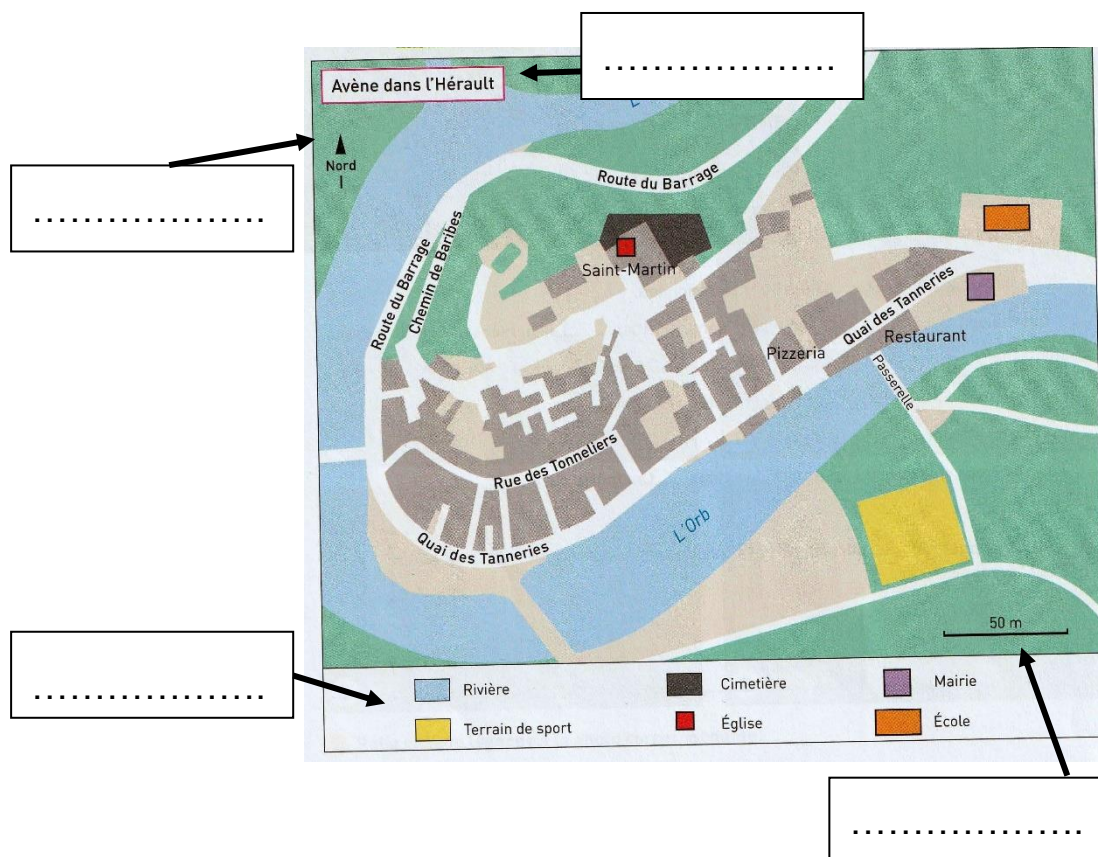 ....................
Avène dans l'Hérault
L
Nord
....................
Route du Barrage
Route du Barrage
Chemin de Baribes
Saint-Martin
Quai des Tanneries
Restaurant
Pizzeria
Passerelle
Rue des Tonneliers
L'Orb
Quai des Tanneries
50 m
....................
Rivière
Cimetière
Mairie
Terrain de sport
Église
École
....................